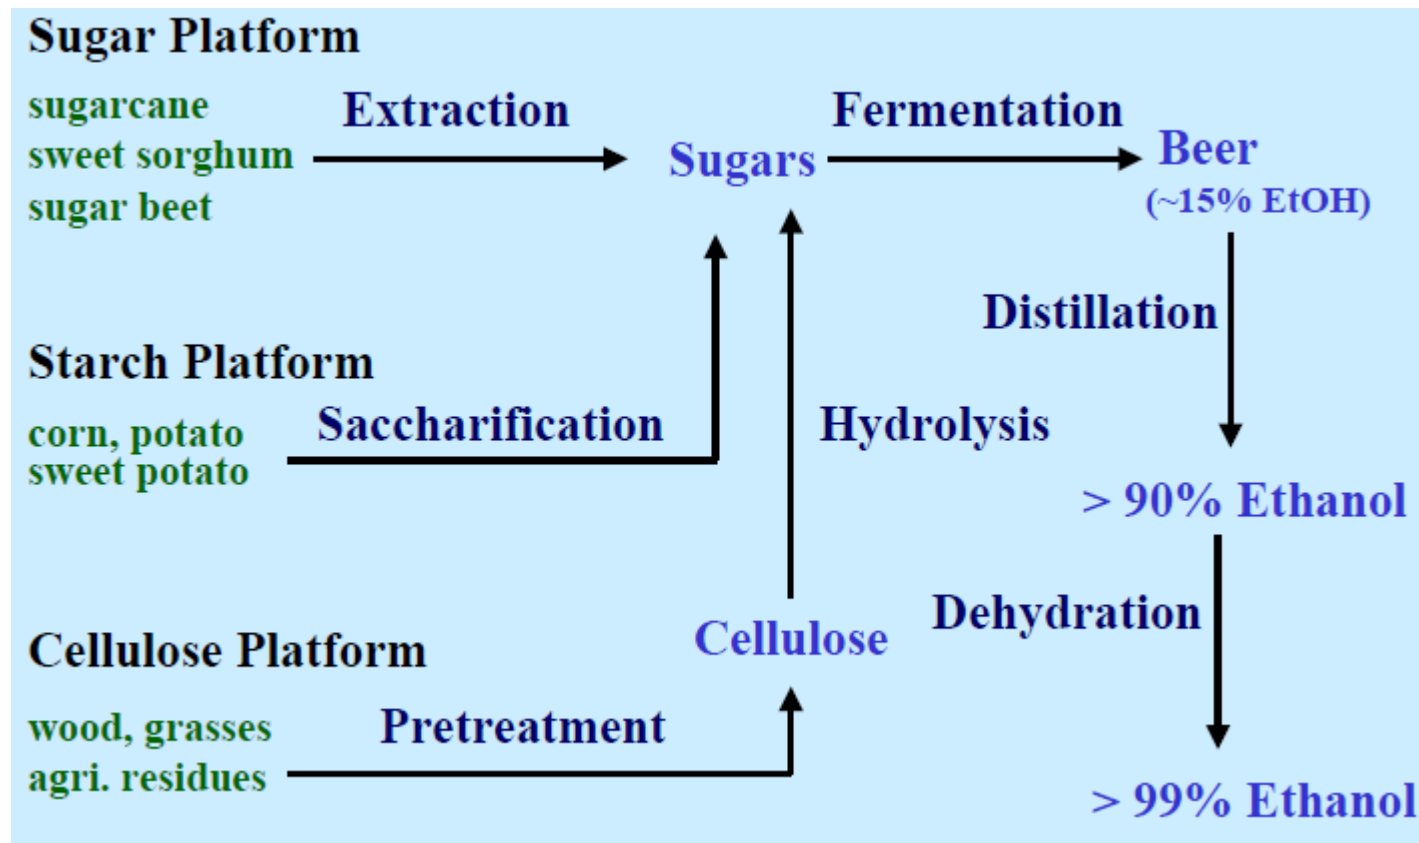 Sugar Platform
sugarcane
sweet sorghum
sugar beet
Extraction
Sugars
Fermentation
Beer
(~15% EtOH)
Distillation
Starch Platform
corn, potato
sweet potato
Saccharification
Hydrolysis
> 90% Ethanol
Dehydration
Cellulose Platform
wood, grasses
agri. residues
Pretreatment
Cellulose
> 99% Ethanol